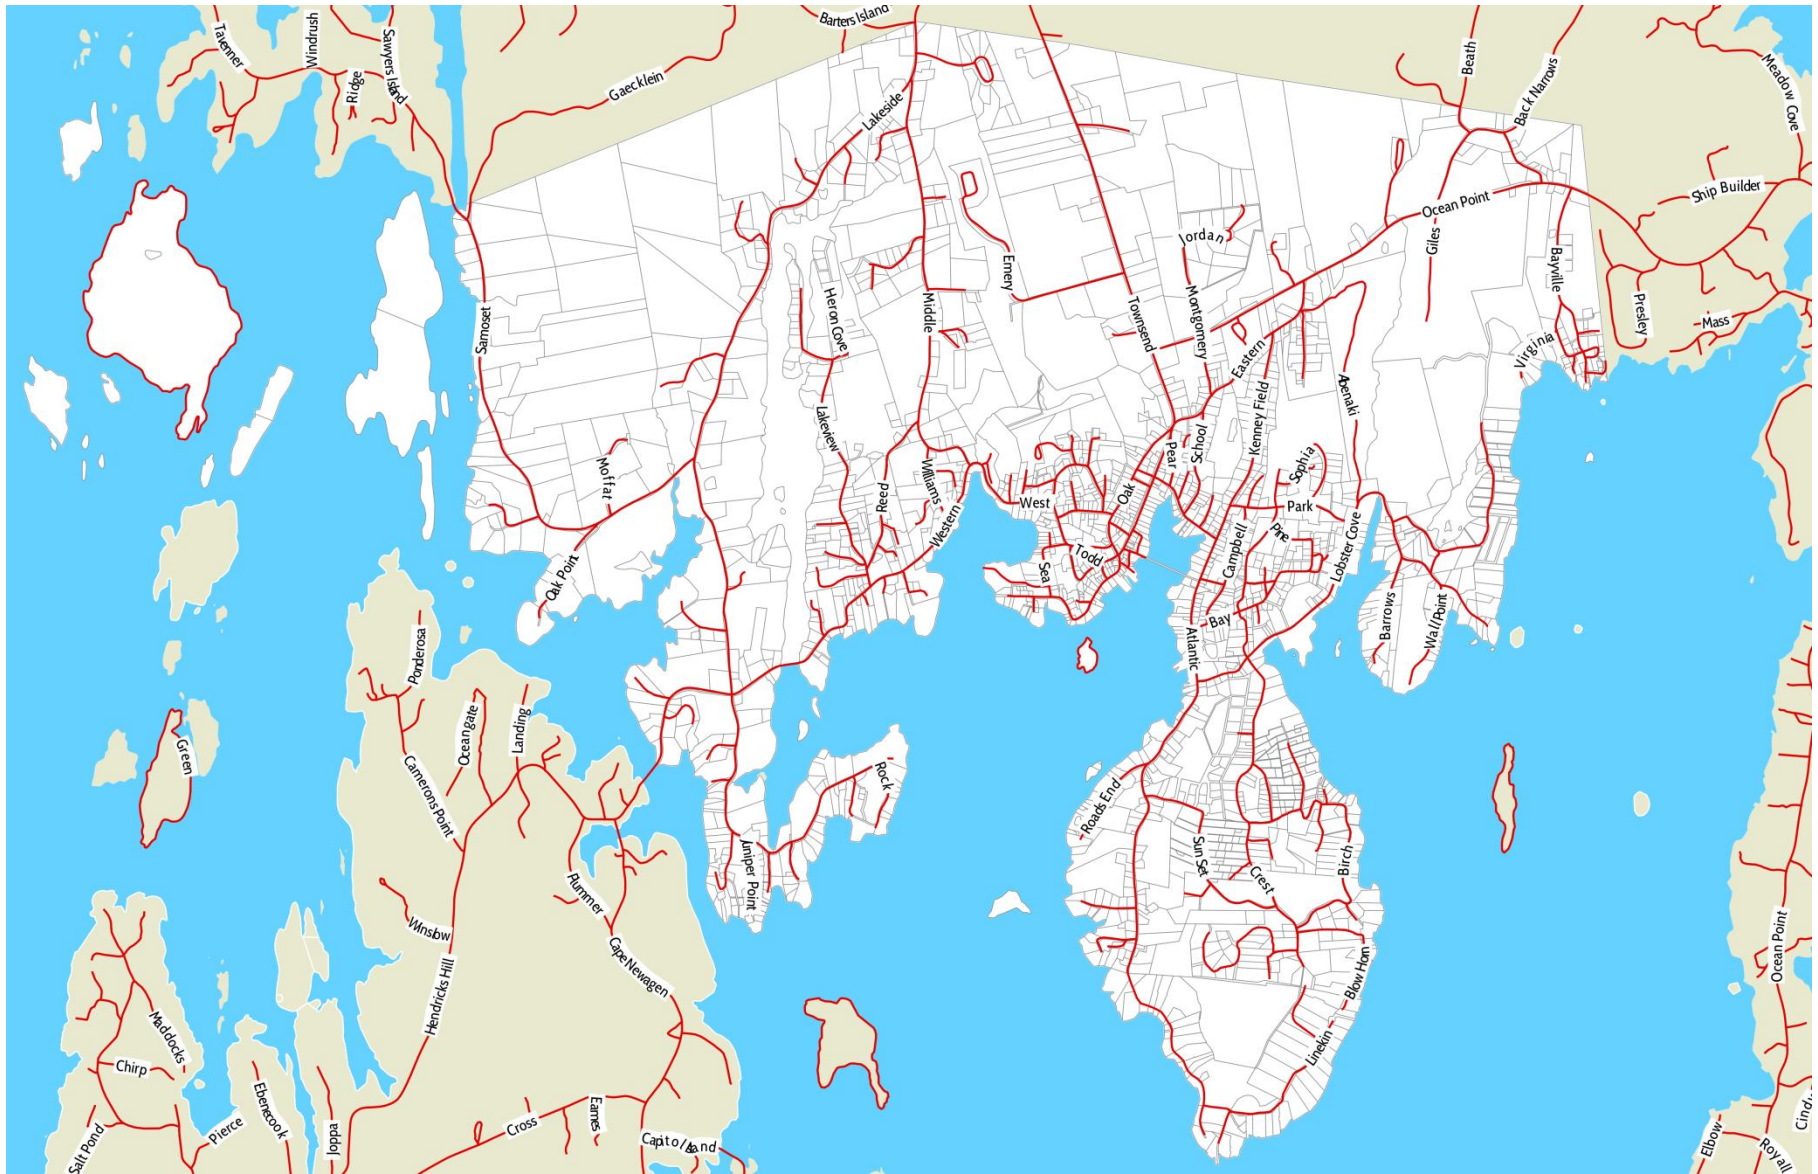 Barters Island
Tavenner
Windrush
Sawyers Island
Ridge
Gaecklein
Beath
Back Narrows
Meadow Cove
Lakeside
Ship Builder
Ocean Point
Giles
Jordan
Bayville
Emery
Samoset
Heron Cove
Middle
Townsend
Montgomery
Presley
Mass
Virginia
Eastern
Abenaki
Kenney Field
Lakeview
School
Pear
Sophia
Moffat
Williams
Reed
West
Oak
Park
Western
Pine
Campbell
Lobster Cove
Todd
Sea
Oak Point
Barrows
Wall Point
Bay
Atlantic
Ponderosa
Oceangate
Landing
Green
Camerons Point
Rock
Roads End
Juniper Point
Sun Set
Crest
Birch
Plummer
Winslow
Cape Newagen
Hendricks Hill
Blow Horn
Ocean Point
Maddocks
Linekin
Chirp
Ebenecook
Joppa
Cross
Eames
Pierce
Salt Pond
Capitol Island
Elbow
Royall